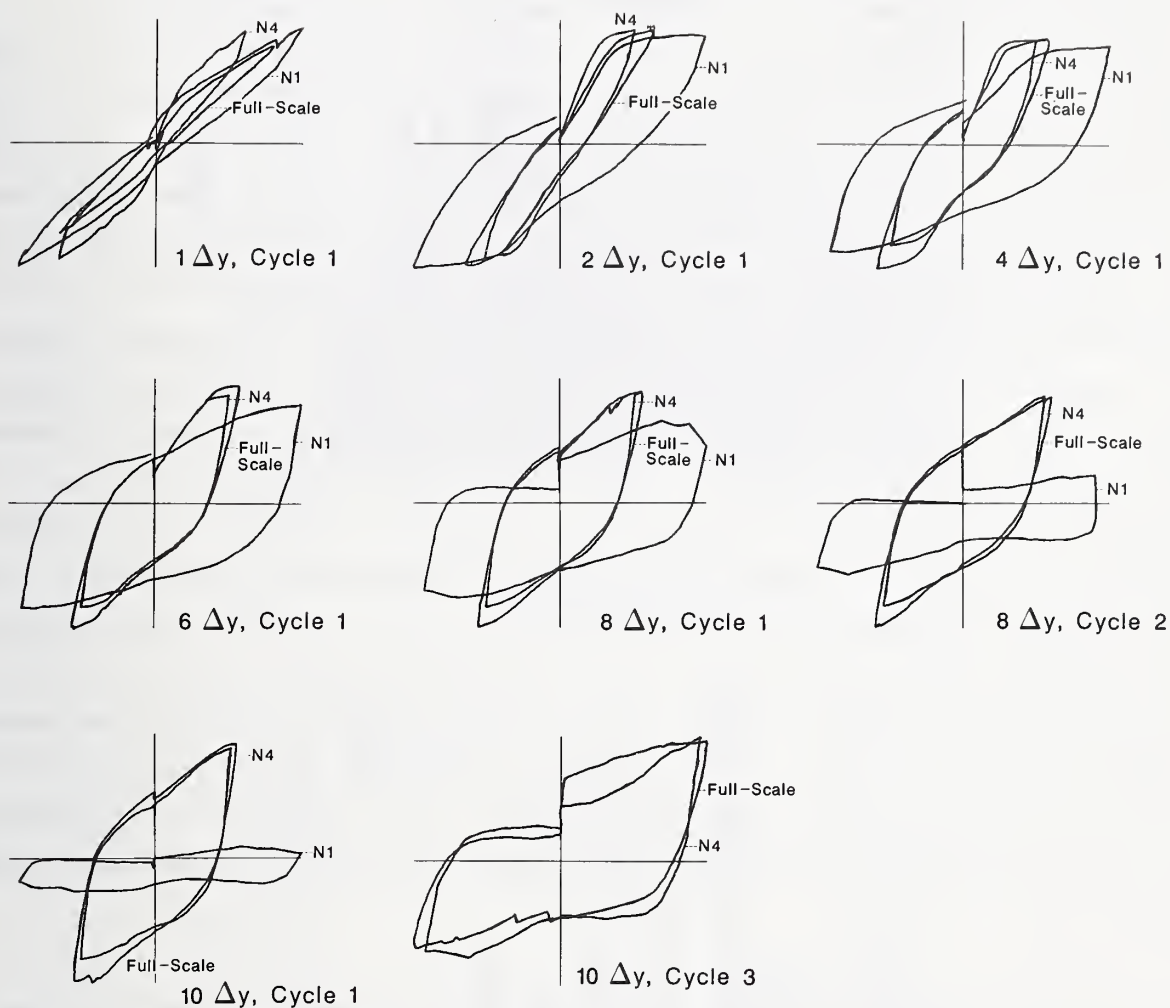 N4
N1
Full-Scale
1 Δy, Cycle 1
N4
N1
Full-Scale
2 Δy, Cycle 1
N4
N1
Full-
Scale
4 Δy, Cycle 1
N4
N1
Full-
Scale
6 Δy, Cycle 1
N4
Full-
Scale
N1
8 Δy, Cycle 1
N4
Full-Scale
N1
8 Δy, Cycle 2
N4
N1
Full-Scale
10 Δy, Cycle 1
Full-Scale
N4
10 Δy, Cycle 3